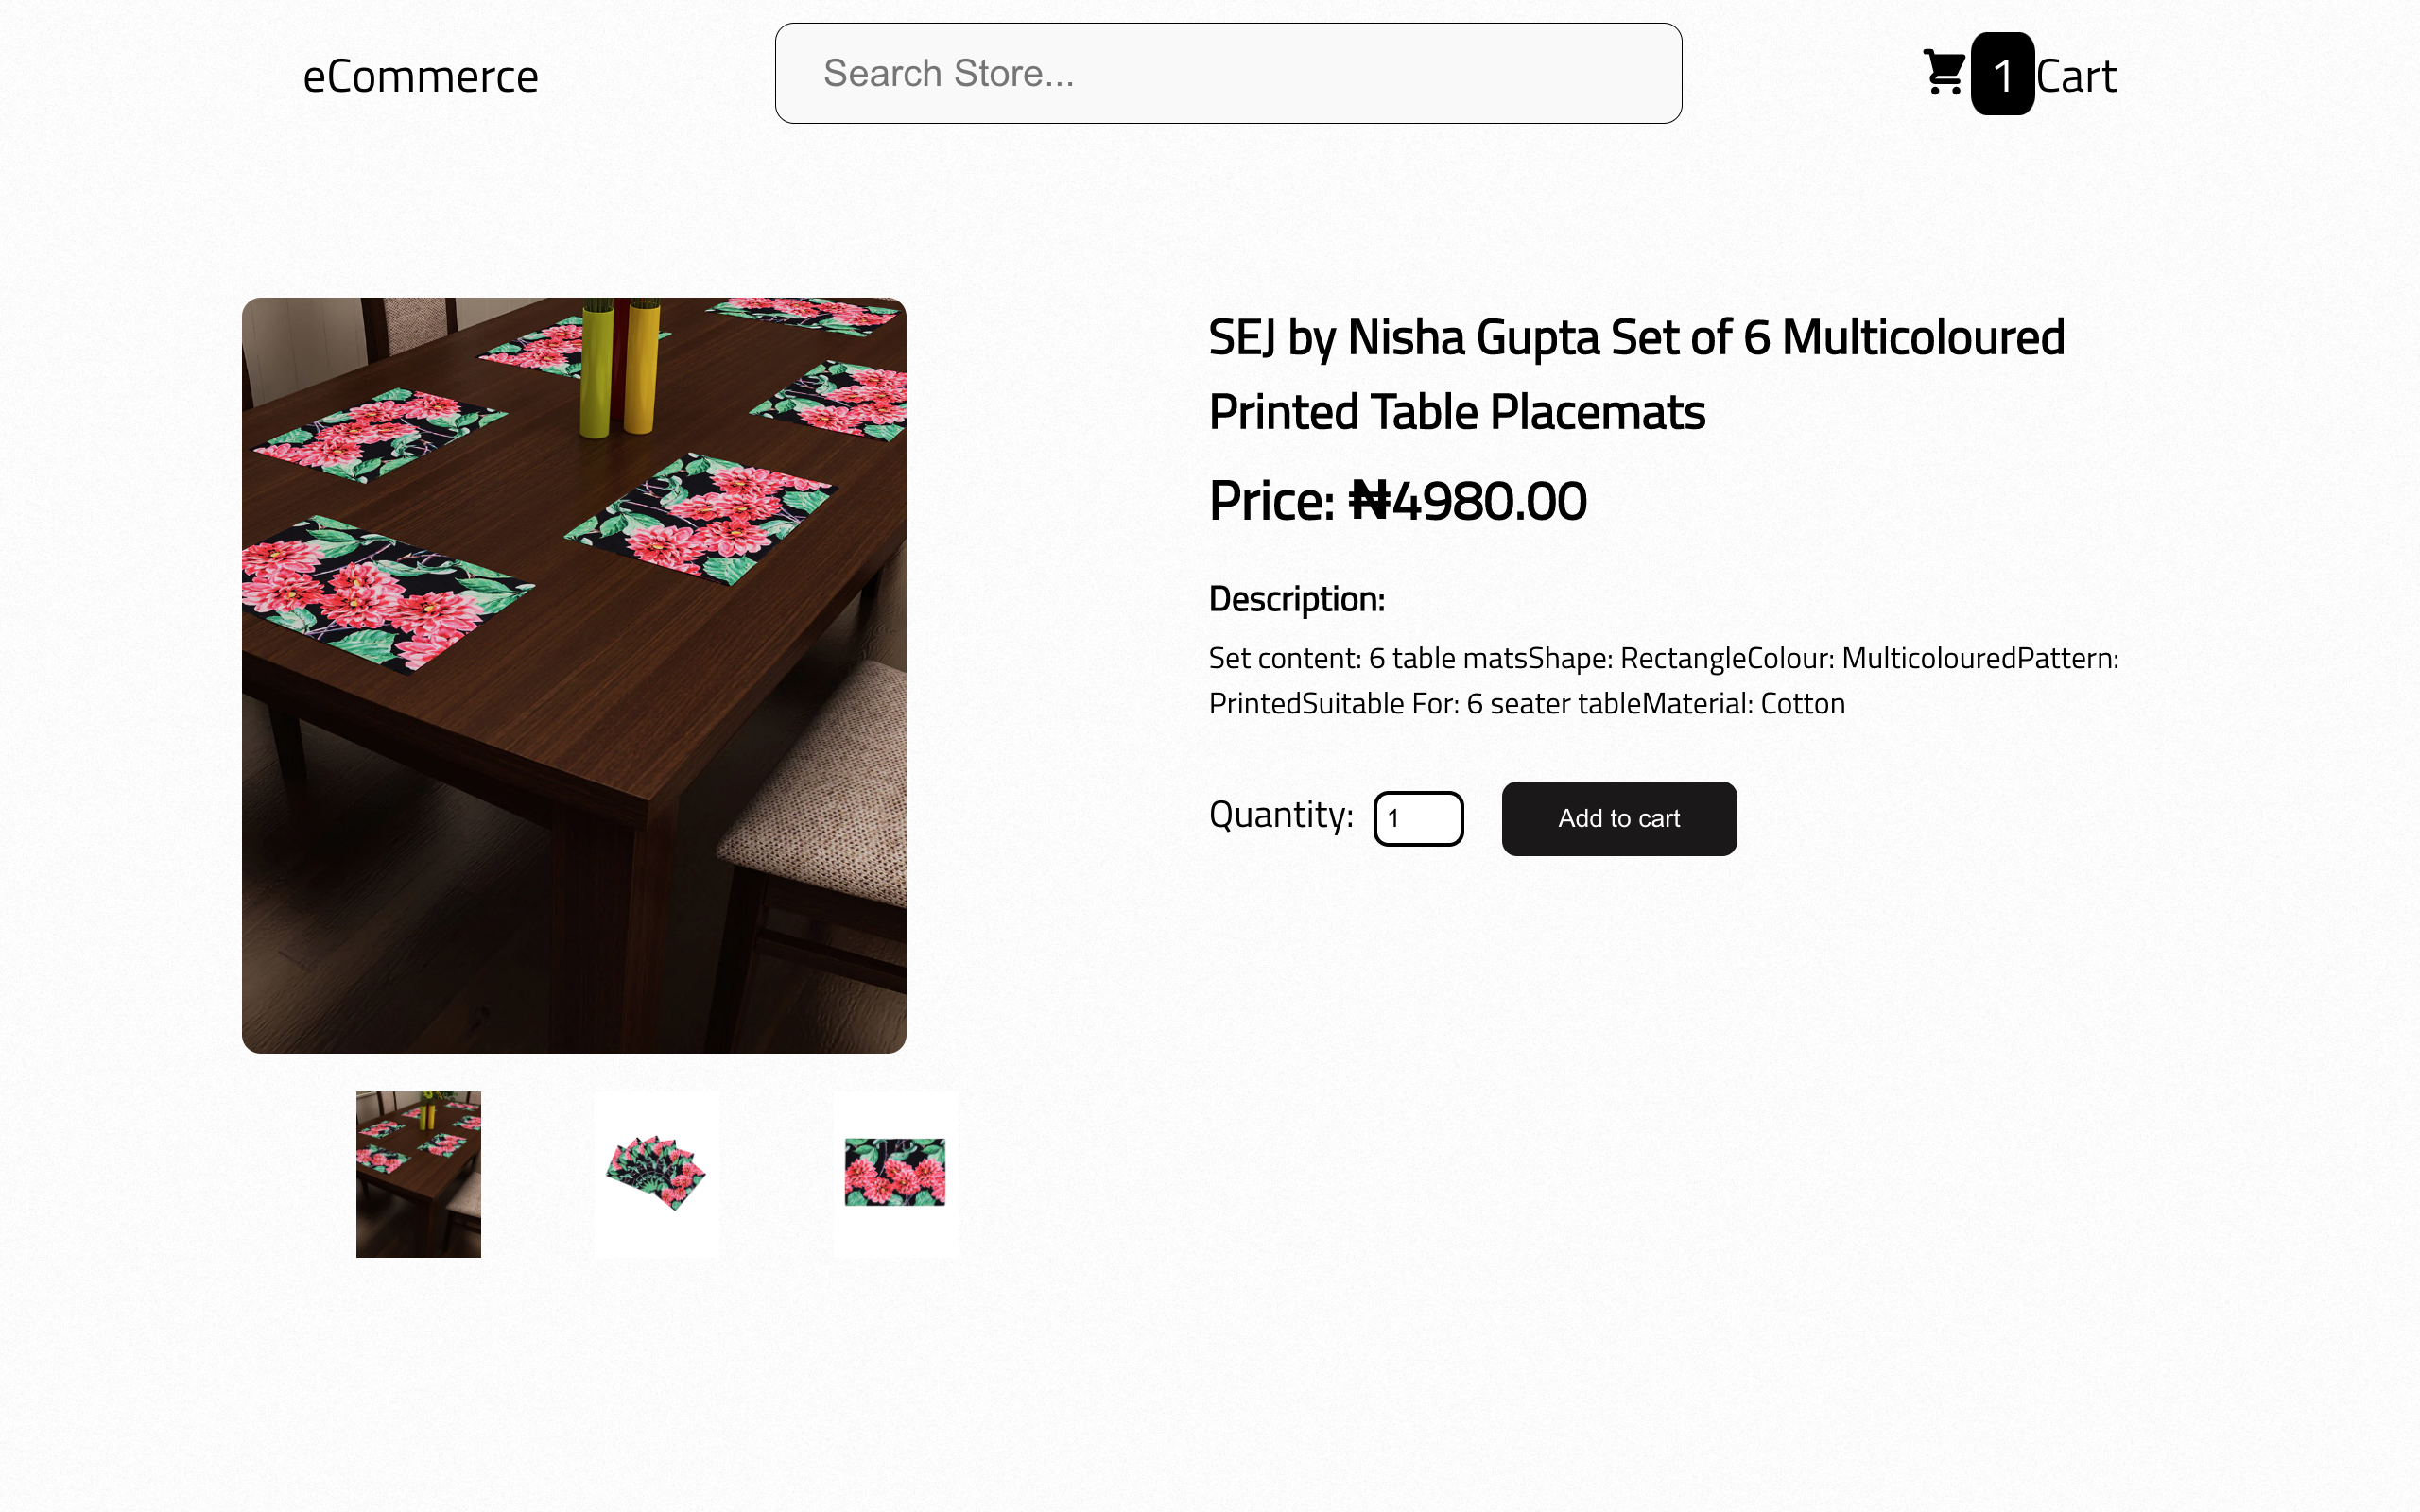 eCommerce
Search Store...
1 Cart
SEJ by Nisha Gupta Set of 6 Multicoloured
Printed Table Placemats
Price: ₦4980.00
Description:
Set content: 6 table matsShape: RectangleColour: MulticolouredPattern:
PrintedSuitable For: 6 seater tableMaterial: Cotton
Quantity: 1 Add to cart